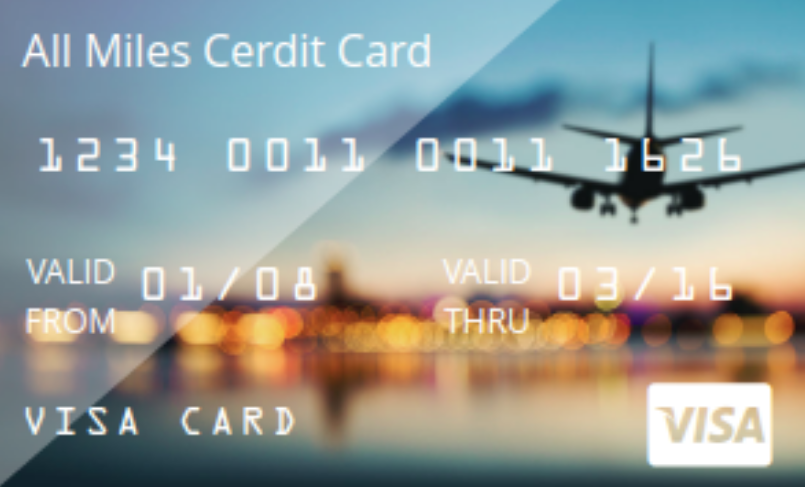 All Miles Cerdit Card
1234 0011 0011 1626
VALID FROM 01/08 VALID THRU 03/16
VISA CARD
VISA